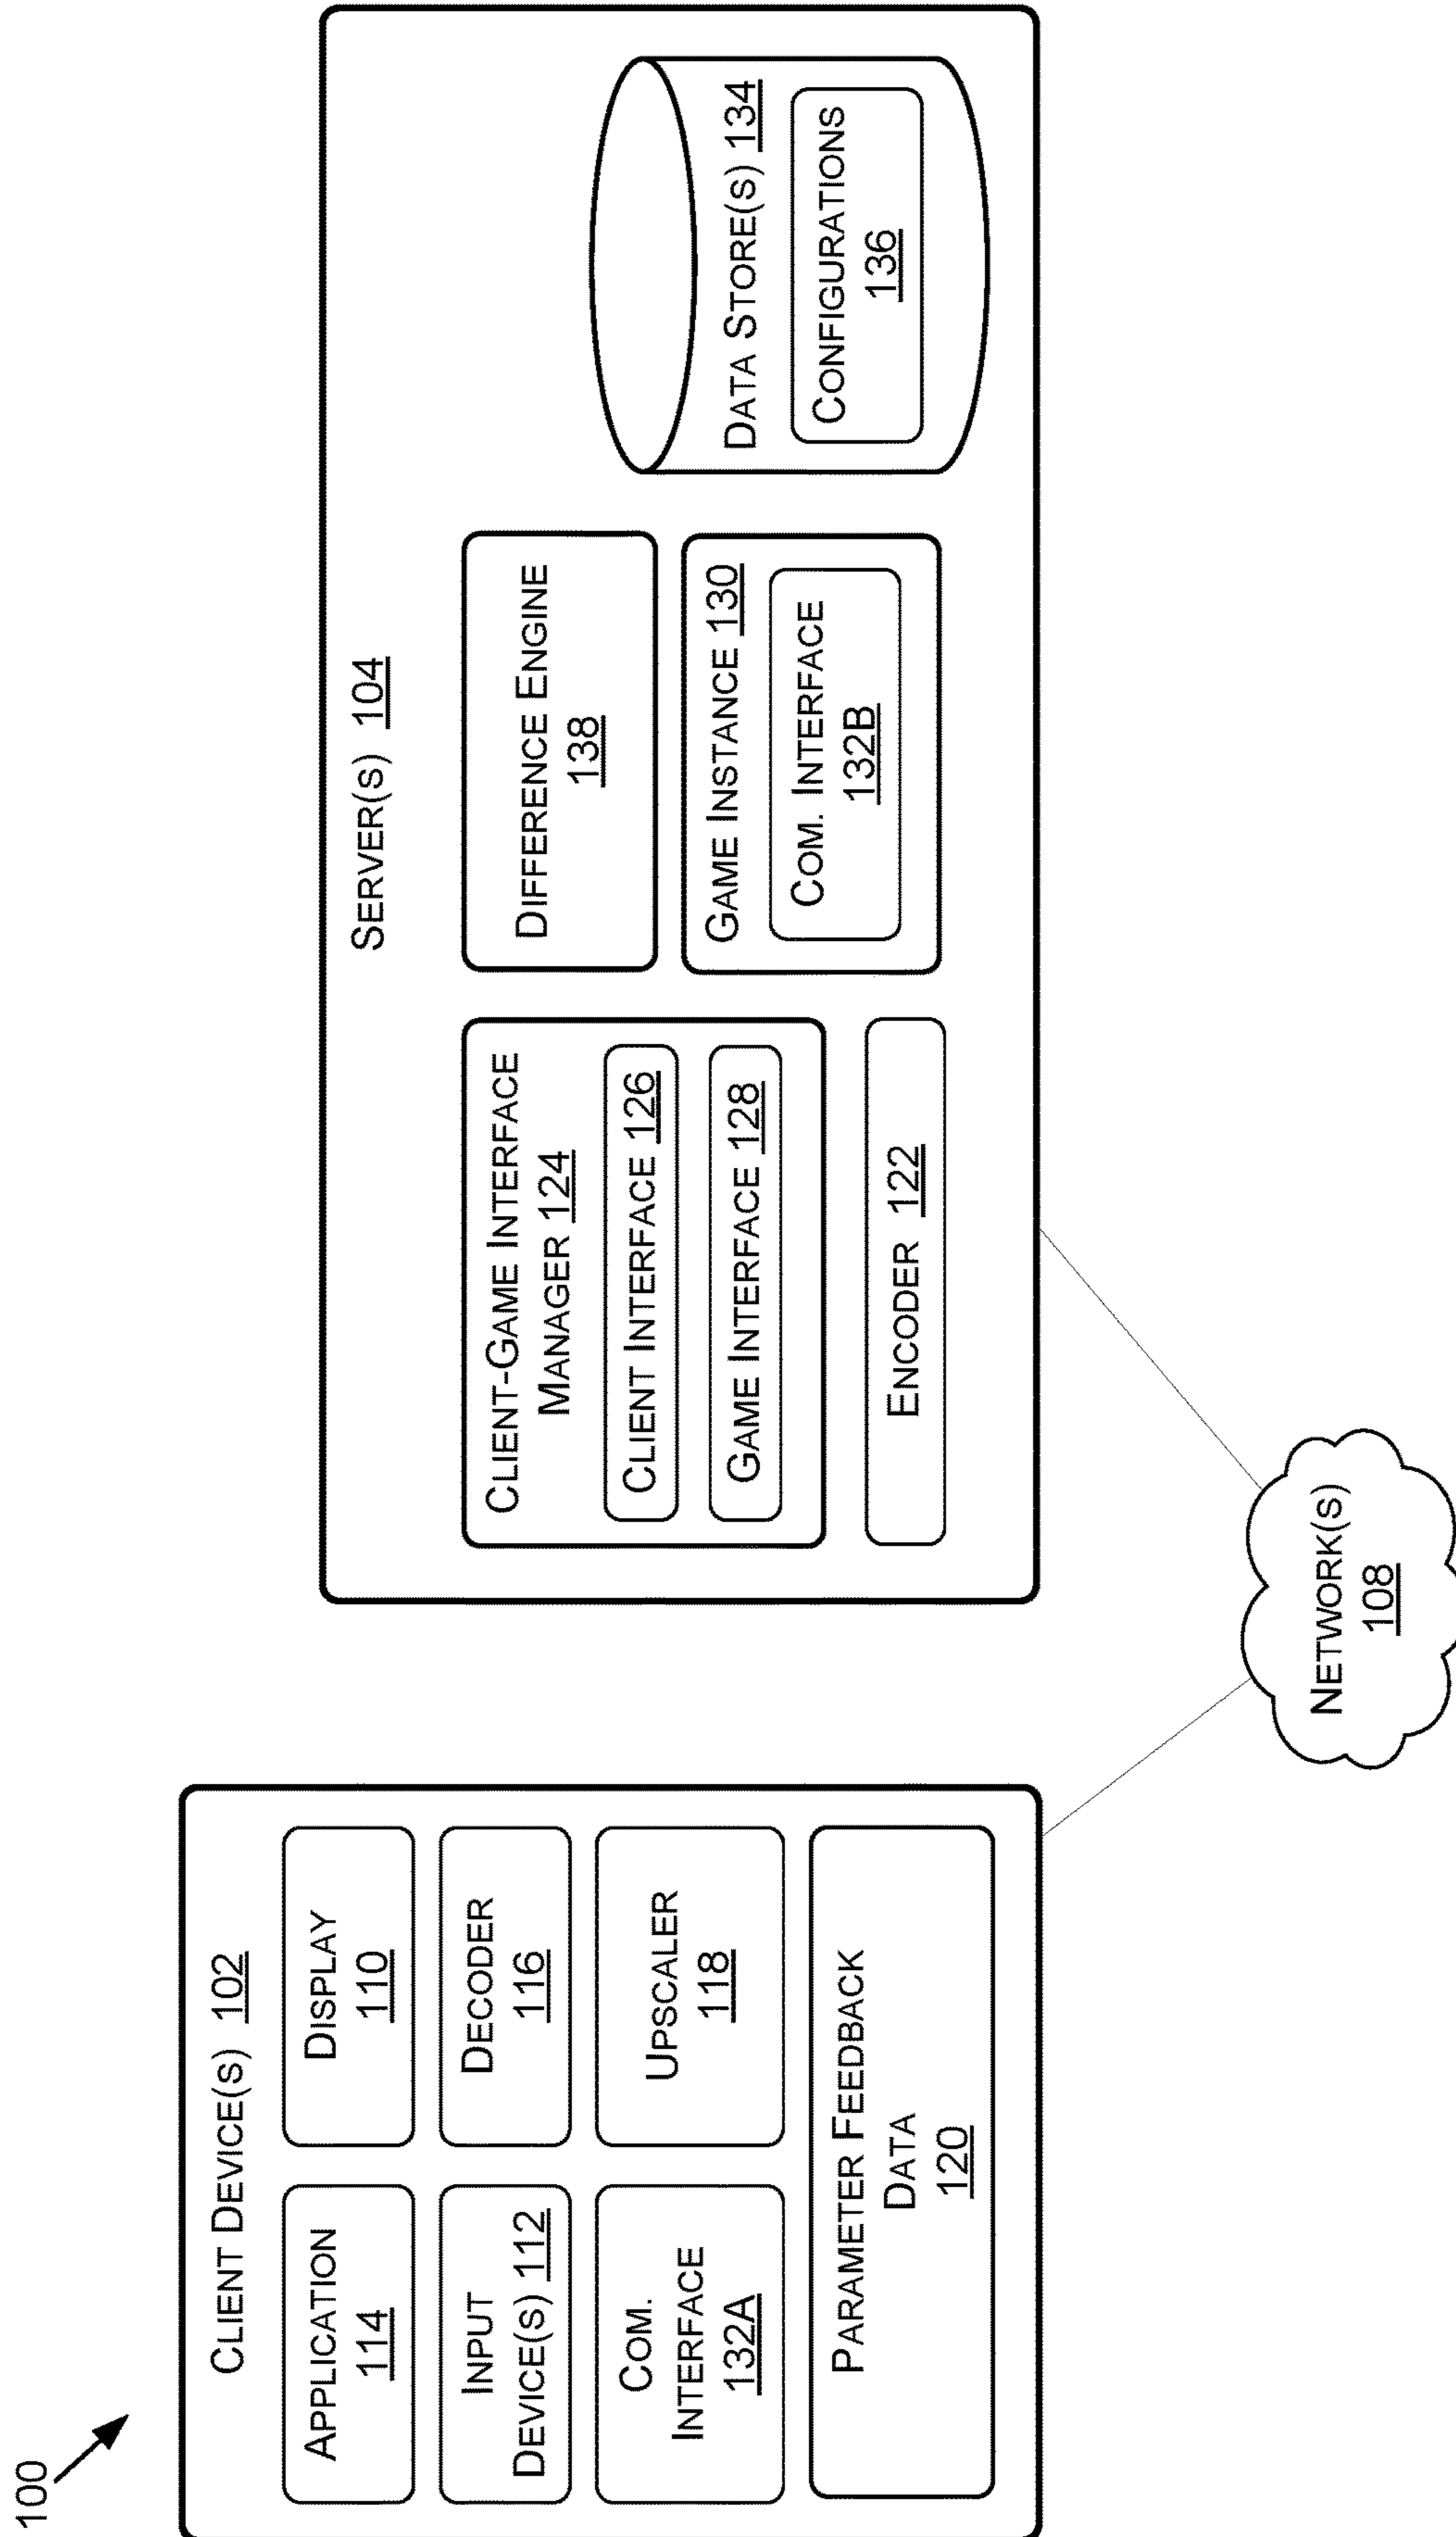 100
CLIENT DEVICE(S) 102
APPLICATION
114
DISPLAY
110
INPUT
DEVICE(S) 112
DECODER
116
COM.
INTERFACE
132A
UPSCALER
118
PARAMETER FEEDBACK
DATA
120
SERVER(S) 104
CLIENT-GAME INTERFACE
MANAGER 124
CLIENT INTERFACE 126
GAME INTERFACE 128
ENCODER 122
DIFFERENCE ENGINE
138
GAME INSTANCE 130
COM. INTERFACE
132B
DATA STORE(S) 134
CONFIGURATIONS
136
NETWORK(S)
108